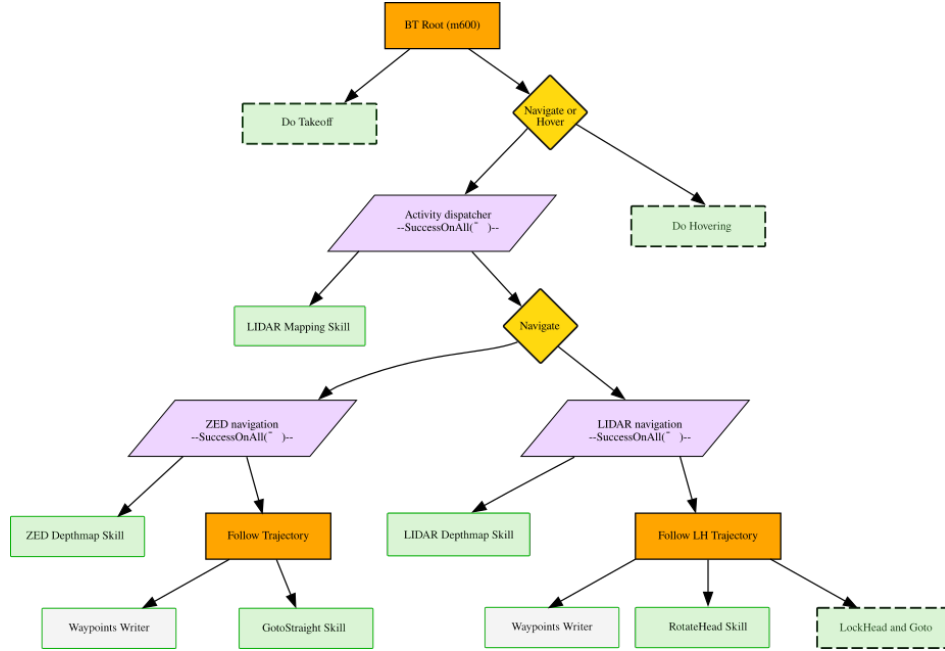 BT Root (m600)
Do Takeoff
Navigate or
Hover
Activity dispatcher
--SuccessOnAll(˜ )--
Do Hovering
LIDAR Mapping Skill
Navigate
ZED navigation
--SuccessOnAll(˜ )--
LIDAR navigation
--SuccessOnAll(˜ )--
ZED Depthmap Skill
Follow Trajectory
LIDAR Depthmap Skill
Follow LH Trajectory
Waypoints Writer
GotoStraight Skill
Waypoints Writer
RotateHead Skill
LockHead and Goto